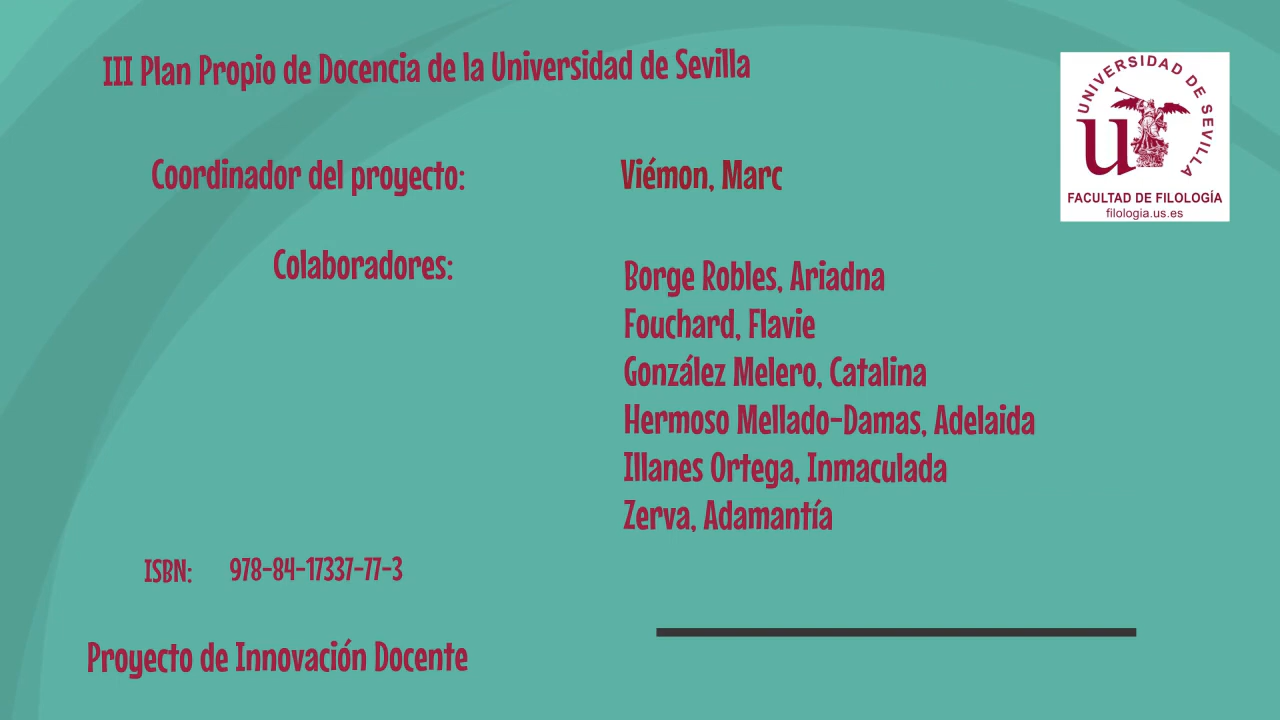 III Plan Propio de Docencia de la Universidad de Sevilla
UNIVERSIDAD DE SEVILLA
u
FACULTAD DE FILOLOGÍA
filologia.us.es
Coordinador del proyecto: Viémon, Marc
Colaboradores:
Borge Robles, Ariadna
Fouchard, Flavie
González Melero, Catalina
Hermoso Mellado-Damas, Adelaida
Illanes Ortega, Inmaculada
Zerva, Adamantía
ISBN: 978-84-17337-77-3
Proyecto de Innovación Docente